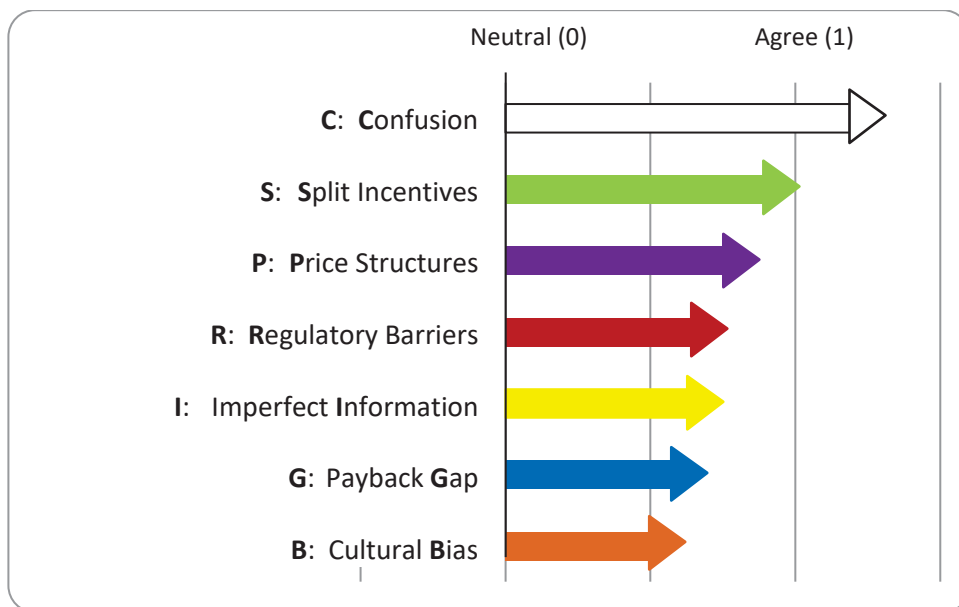 Neutral (0) Agree (1)
C: Confusion
S: Split Incentives
P: Price Structures
R: Regulatory Barriers
I: Imperfect Information
G: Payback Gap
B: Cultural Bias